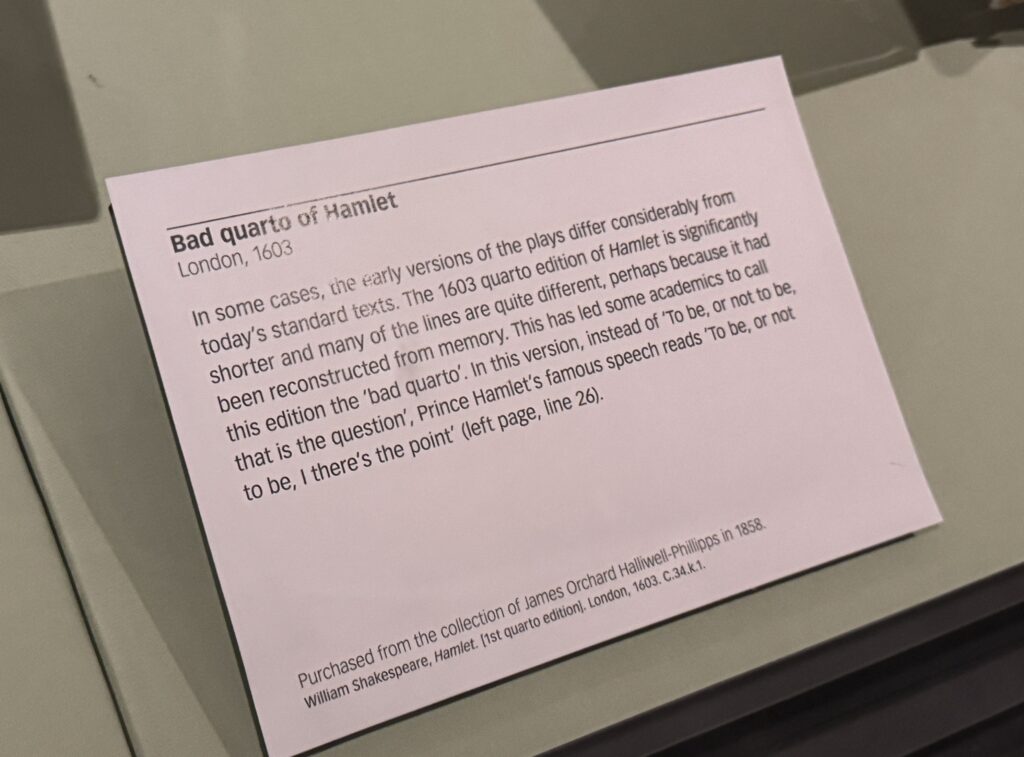 Bad quarto of Hamlet
London, 1603
In some cases, the early versions of the plays differ considerably from
today's standard texts. The 1603 quarto edition of Hamlet is significantly
shorter and many of the lines are quite different, perhaps because it had
been reconstructed from memory. This has led some academics to call
this edition the 'bad quarto'. In this version, instead of 'To be, or not to be,
that is the question', Prince Hamlet's famous speech reads 'To be, or not
to be, I there's the point' (left page, line 26).
Purchased from the collection of James Orchard Halliwell-Phillipps in 1858.
William Shakespeare, Hamlet. [1st quarto edition]. London, 1603. C.34.k.1.